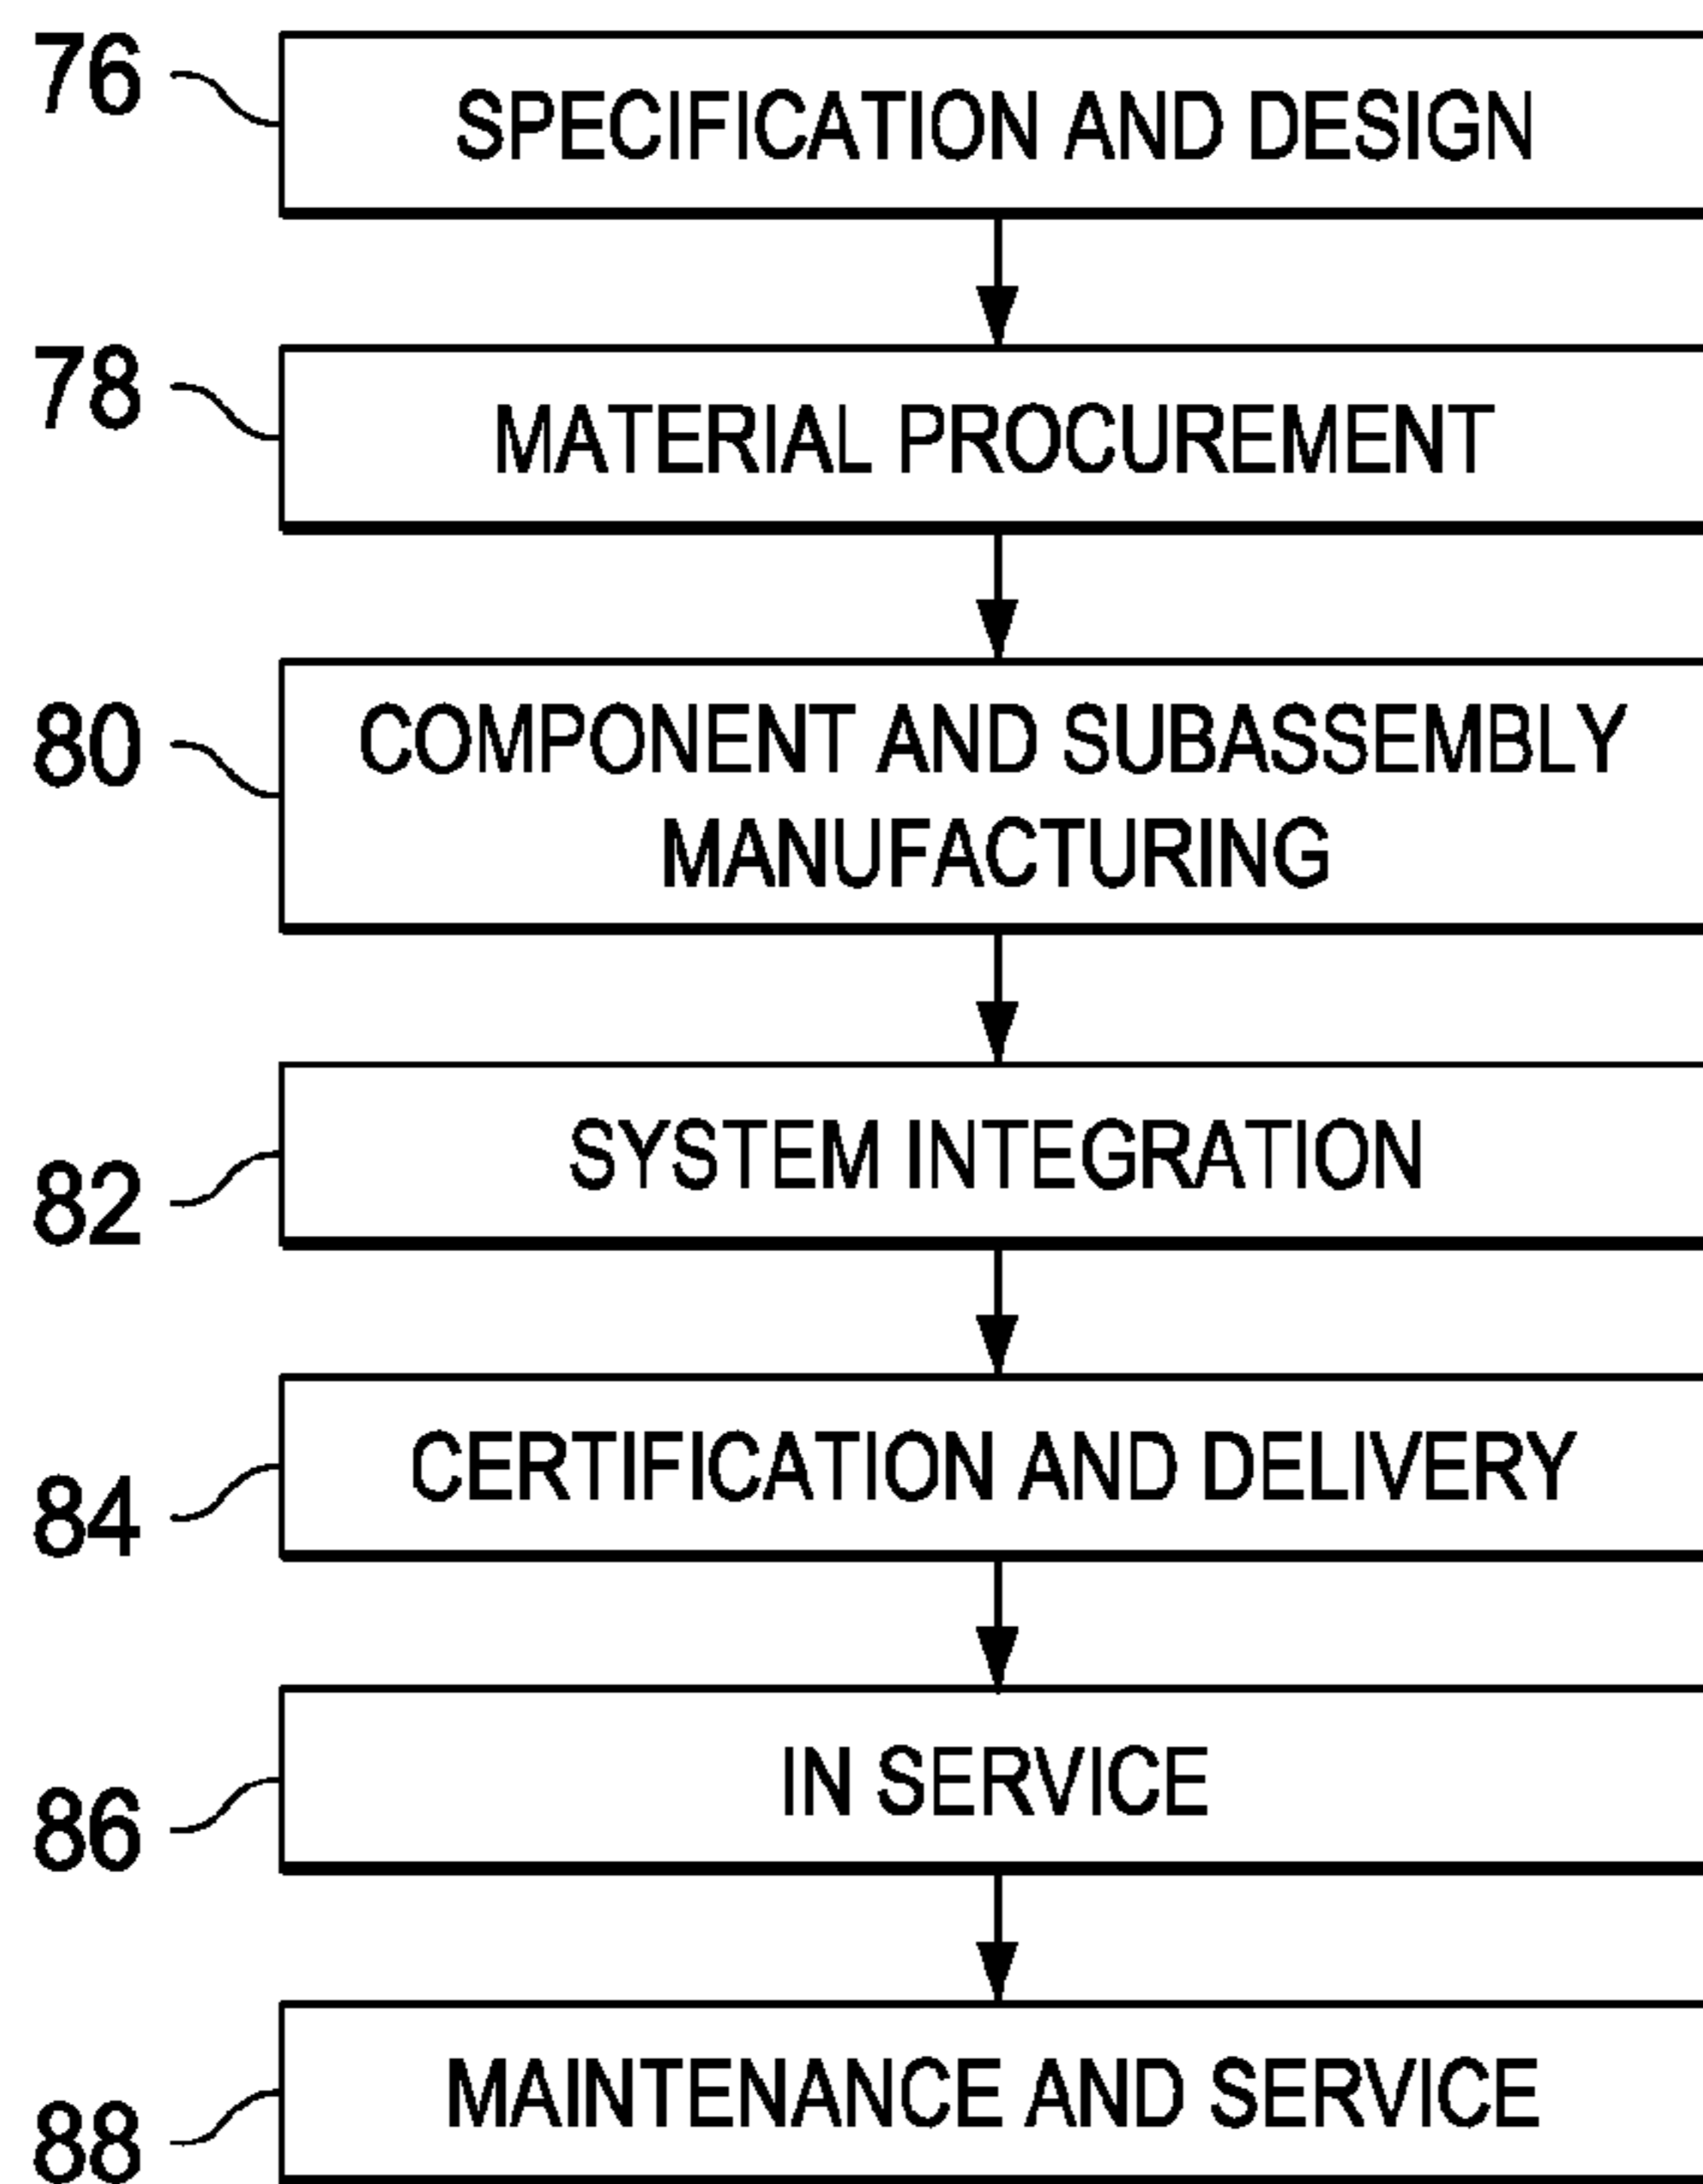 76
SPECIFICATION AND DESIGN
78
MATERIAL PROCUREMENT
80
COMPONENT AND SUBASSEMBLY
MANUFACTURING
82
SYSTEM INTEGRATION
84
CERTIFICATION AND DELIVERY
86
IN SERVICE
88
MAINTENANCE AND SERVICE